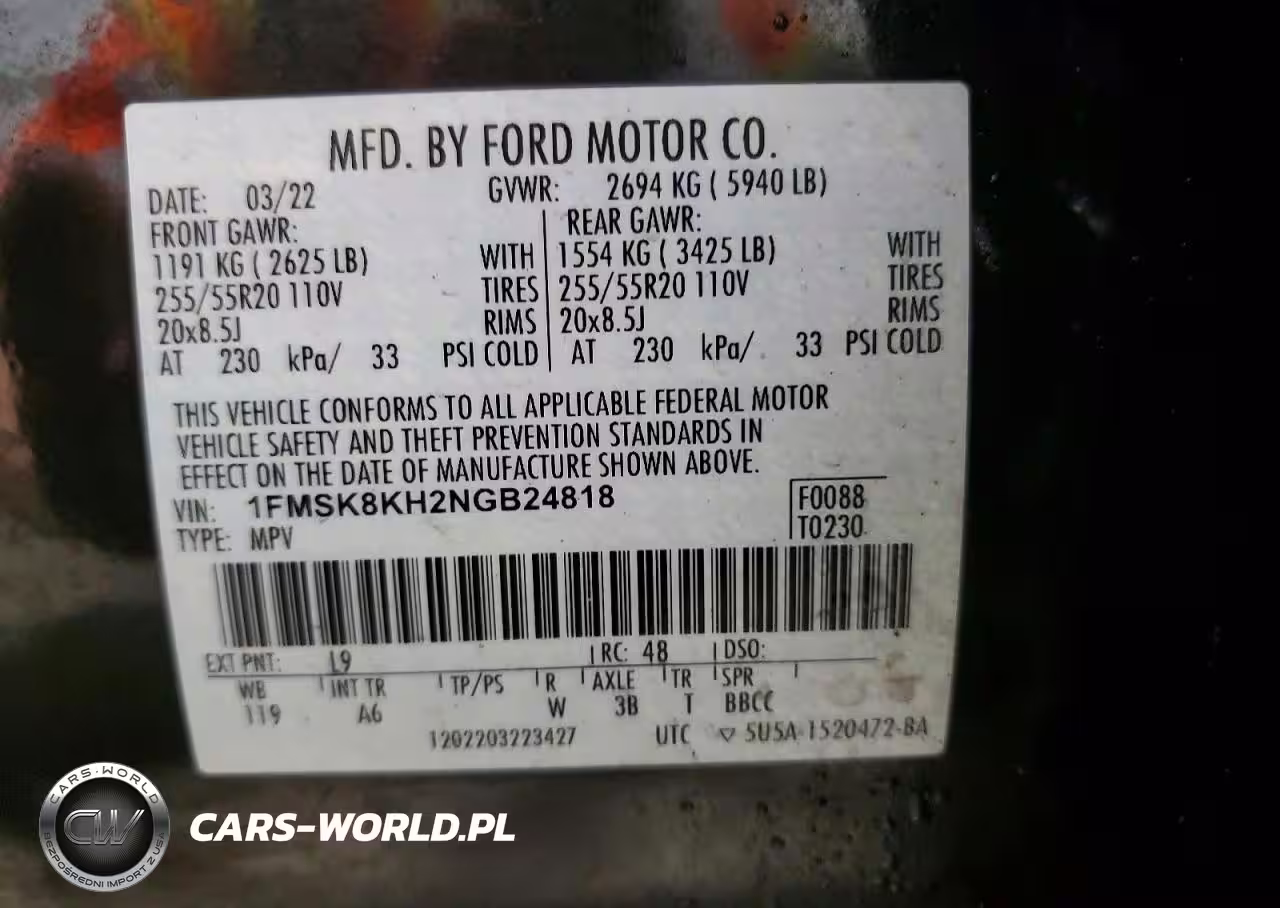 MFD. BY FORD MOTOR CO.
DATE: 03/22 GVWR: 2694 KG ( 5940 LB)
FRONT GAWR: REAR GAWR:
1191 KG ( 2625 LB) WITH 1554 KG ( 3425 LB) WITH
255/55R20 110V TIRES 255/55R20 110V TIRES
20x8.5J RIMS 20x8.5J RIMS
AT 230 kPa/ 33 PSI COLD AT 230 kPa/ 33 PSI COLD
THIS VEHICLE CONFORMS TO ALL APPLICABLE FEDERAL MOTOR
VEHICLE SAFETY AND THEFT PREVENTION STANDARDS IN
EFFECT ON THE DATE OF MANUFACTURE SHOWN ABOVE.
VIN: 1FMSK8KH2NGB24818 F0088
TYPE: MPV T0230
EXT PNT: L9 RC: 48 DSO:
WB INT TR TP/PS R AXLE TR SPR
119 A6 W 3B T BBCC
1202203223427 UTC ▽ 5U5A-1520472-BA
CARS-WORLD
CW
BEZPOŚREDNI IMPORT Z USA
CARS-WORLD.PL